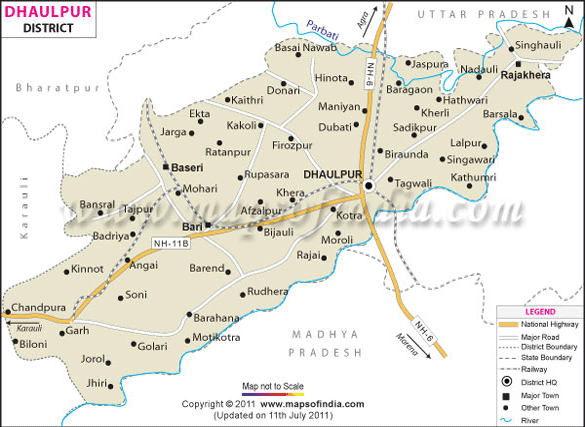 DHAULPUR
DISTRICT
UTTAR PRADESH
N
Parbati
Agra
Basai Nawab
Singhauli
Jaspura
Nadauli
Rajakhera
Bharatpur
NH-6
Hinota
Donari
Baragaon
Kaithri
Hathwari
Maniyan
Kherli
Barsala
Ekta
Kakoli
Dubati
Jarga
Sadikpur
Ratanpur
Firozpur
Lalpur
Biraunda
Singawari
Baseri
DHAULPUR
Rupasara
Tagwali
Kathumri
Mohari
Khera
Karauli
Bansral
Tajpur
Afzalpur
Kotra
www.mapsofindia.com
Bari
Badriya
Bijauli
Moroli
NH-11B
Rajai
Angai
Kinnot
Barend
Soni
Rudhera
Chandpura
Barahana
Karauli
Garh
MADHYA
PRADESH
NH-6
Morena
Biloni
Golari
Motikotra
Jorol
Jhiri
LEGEND
National Highway
Major Road
District Boundary
State Boundary
Railway
District HQ
Major Town
Other Town
River
Map not to Scale
Copyright © 2011 www.mapsofindia.com
(Updated on 11th July 2011)